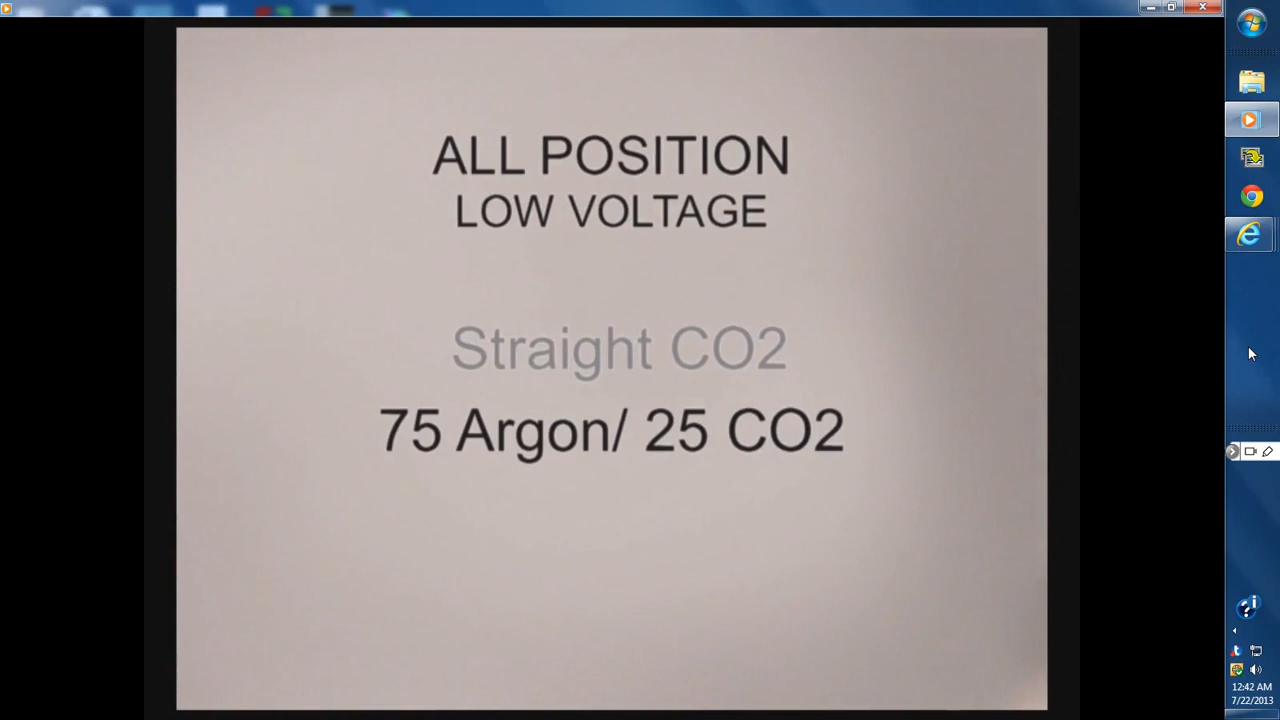 ALL POSITION
LOW VOLTAGE
Straight CO2
75 Argon/ 25 CO2
12:42 AM
7/22/2013